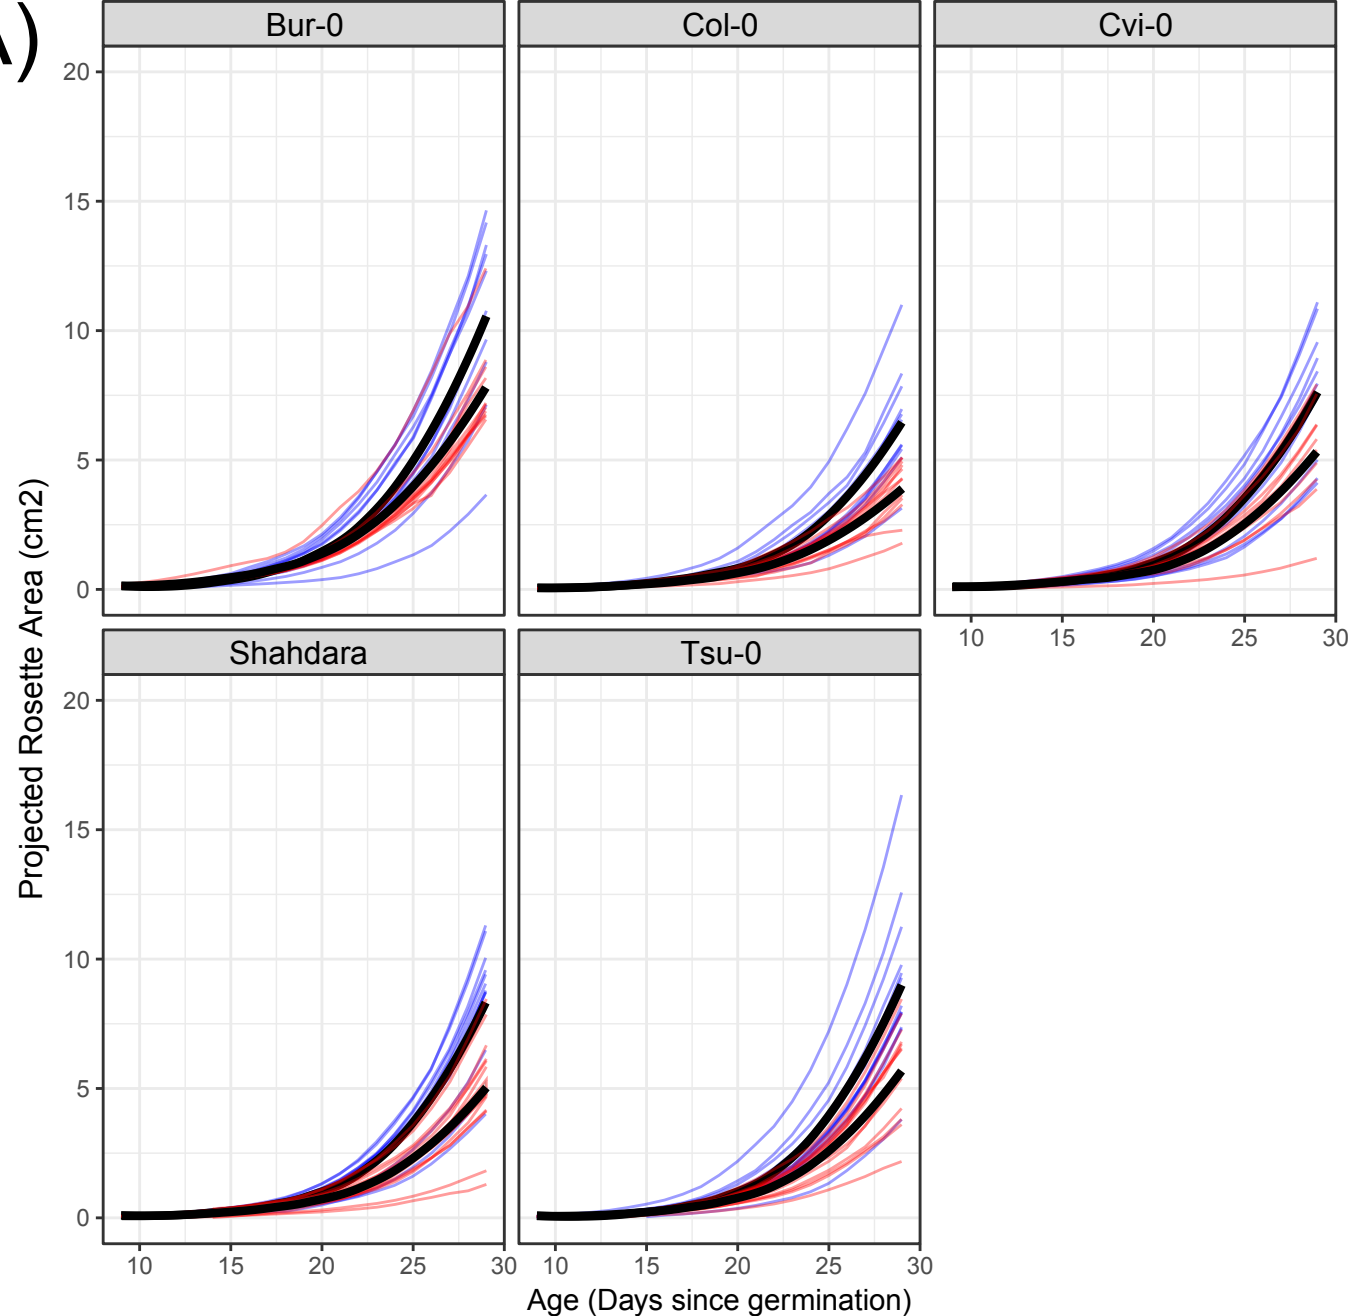 A)
Bur-0 Col-0 Cvi-0
20
15
10
5
0
10 15 20 25 30
Shahdara Tsu-0
20
15
10
5
0
10 15 20 25 30 10 15 20 25 30
Projected Rosette Area (cm2)
Age (Days since germination)